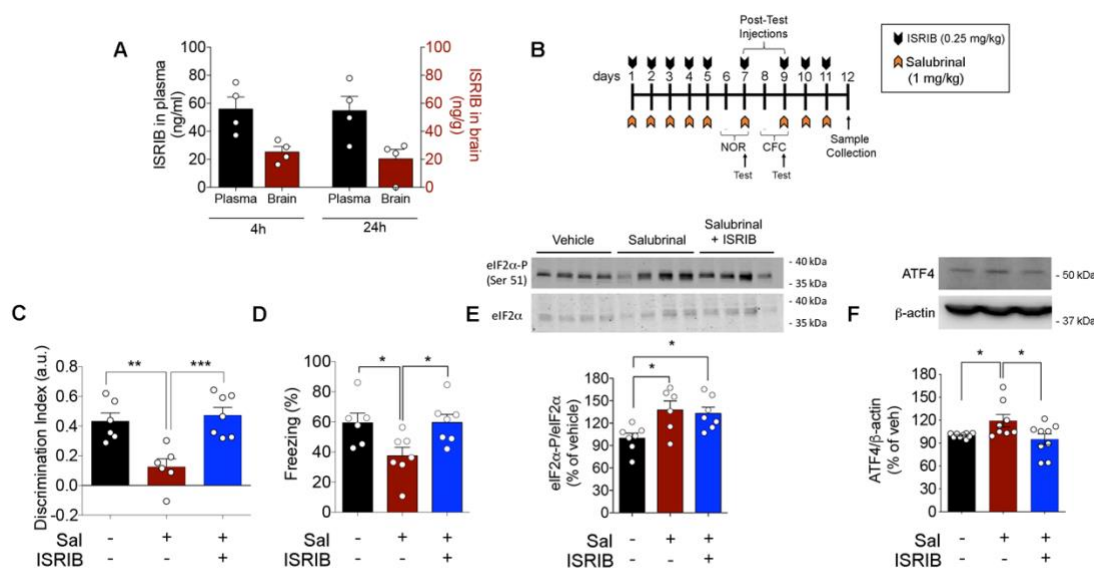 A
ISRIB in plasma
(ng/ml)
100
80
60
40
20
0
100
80
60
40
20
0
ISRIB in brain
(ng/g)
Plasma Brain Plasma Brain
4h 24h
B
Post-Test
Injections
days 1 2 3 4 5 6 7 8 9 10 11 12
NOR CFC
Test Test
Sample
Collection
ISRIB (0.25 mg/kg)
Salubrinal
(1 mg/kg)
C
Discrimination Index (a.u.)
0.8
0.6
0.4
0.2
0.0
-0.2
** ***
Sal - + +
ISRIB - - +
D
Freezing (%)
100
80
60
40
20
0
* *
Sal - + +
ISRIB - - +
E
Vehicle Salubrinal Salubrinal
+ ISRIB
eIF2α-P
(Ser 51)
- 40 kDa
- 35 kDa
eIF2α
- 40 kDa
- 35 kDa
eIF2α-P/eIF2α
(% of vehicle)
180
150
120
90
60
30
0
* *
Sal - + +
ISRIB - - +
F
ATF4
- 50 kDa
β-actin
- 37 kDa
ATF4/β-actin
(% of veh)
210
180
150
120
90
60
30
0
* *
Sal - + +
ISRIB - - +